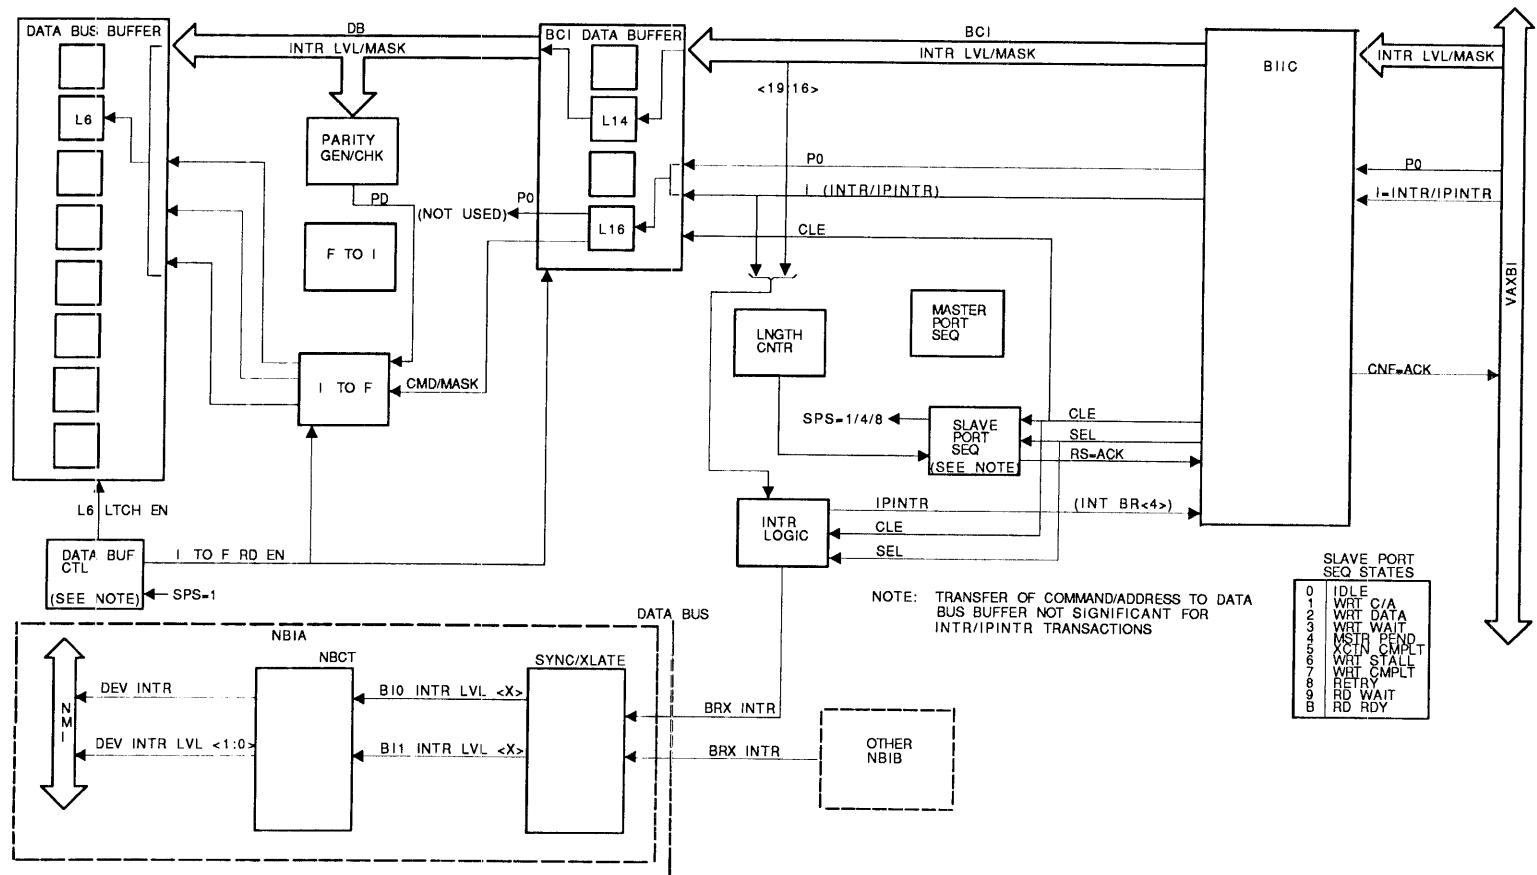 DATA BUS BUFFER
DB
INTR LVL/MASK
BCI DATA BUFFER
BCI
INTR LVL/MASK
BIIC
INTR LVL/MASK
<19:16>
L6
L14
PARITY
GEN/CHK
P0
P0
I (INTR/IPINTR)
I=INTR/IPINTR
PD
P0
(NOT USED)
L16
CLE
F TO I
VAXBI
MASTER
PORT
SEQ
LNGTH
CNTR
I TO F
CMD/MASK
CNF=ACK
SPS=1/4/8
SLAVE
PORT
SEQ
(SEE NOTE)
CLE
SEL
RS=ACK
L6 LTCH EN
IPINTR
(INT BR<4>)
INTR
LOGIC
CLE
SEL
DATA BUF
CTL
(SEE NOTE)
I TO F RD EN
SPS=1
NOTE: TRANSFER OF COMMAND/ADDRESS TO DATA
BUS BUFFER NOT SIGNIFICANT FOR
INTR/IPINTR TRANSACTIONS
SLAVE PORT
SEQ STATES
0 IDLE
1 WRT C/A
2 WRT DATA
3 WRT WAIT
4 MSTR PEND
5 XCTN CMPLT
6 WRT STALL
7 WRT CMPLT
8 RETRY
9 RD WAIT
B RD RDY
DATA BUS
NBIA
NBCT
SYNC/XLATE
NMI
DEV INTR
BI0 INTR LVL <X>
BRX INTR
DEV INTR LVL <1:0>
BI1 INTR LVL <X>
BRX INTR
OTHER
NBIB